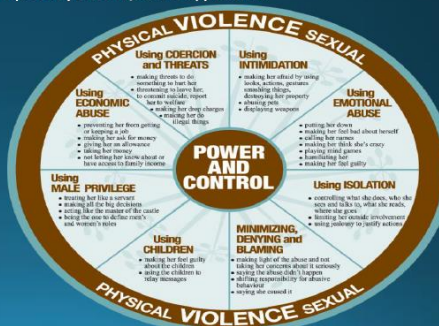 PHYSICAL VIOLENCE SEXUAL
Using COERCION
and THREATS
• making threats to do
something to hurt her
• threatening to leave her,
to commit suicide, report
her to welfare
• making her drop charges
• making her do
illegal things
Using
INTIMIDATION
• making her afraid by using
looks, actions, gestures
• smashing things,
destroying her property
• abusing pets
• displaying weapons
Using
ECONOMIC
ABUSE
• preventing her from getting
or keeping a job
• making her ask for money
• giving her an allowance
• taking her money
• not letting her know about or
have access to family income
Using
EMOTIONAL
ABUSE
• putting her down
• making her feel bad about herself
• calling her names
• making her think she's crazy
• playing mind games
• humiliating her
• making her feel guilty
POWER
AND
CONTROL
Using
MALE PRIVILEGE
• treating her like a servant
• making all the big decisions
• acting like the master of the castle
• being the one to define men's
and women's roles
Using ISOLATION
• controlling what she does, who she
sees and talks to, what she reads,
where she goes
• limiting her outside involvement
• using jealousy to justify actions
Using
CHILDREN
• making her feel guilty
about the children
• using the children to
relay messages
MINIMIZING,
DENYING and
BLAMING
• making light of the abuse and not
taking her concerns about it seriously
• saying the abuse didn't happen
• shifting responsibility for abusive
behaviour
• saying she caused it
PHYSICAL VIOLENCE SEXUAL